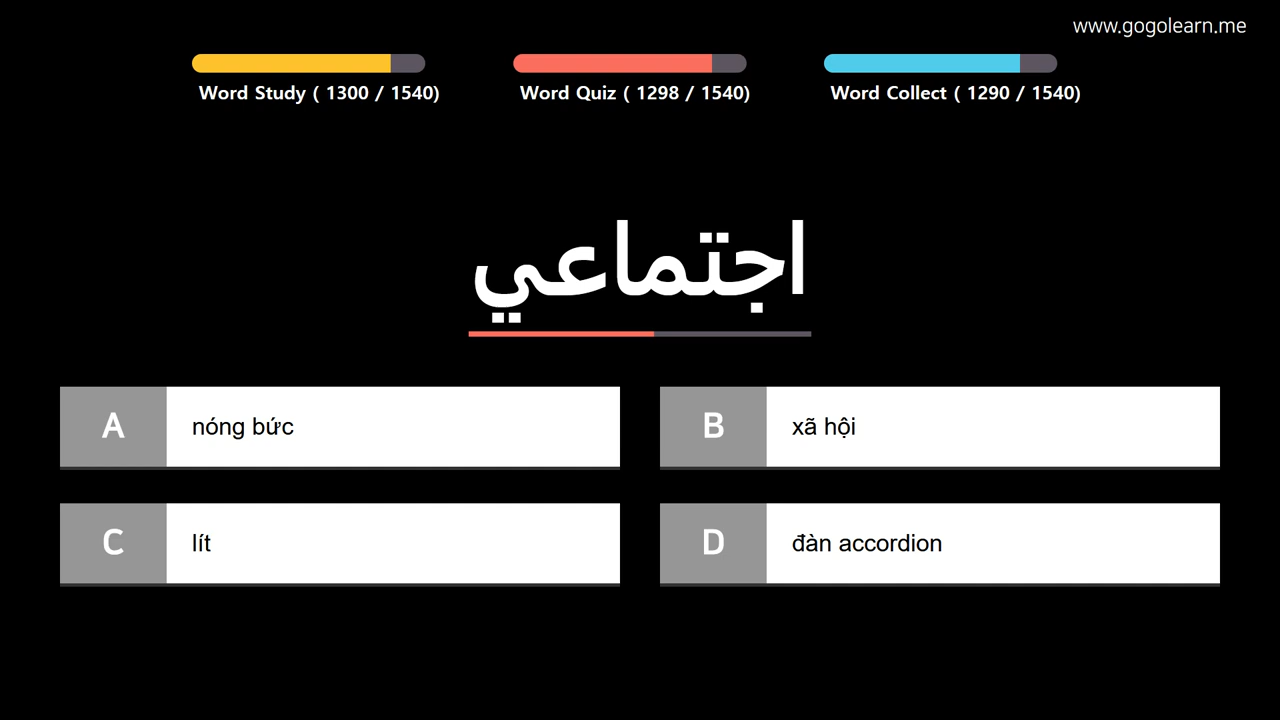 www.gogolearn.me
Word Study ( 1300 / 1540)
Word Quiz ( 1298 / 1540)
Word Collect ( 1290 / 1540)
اجتماعي
A nóng bức
B xã hội
C lít
D đàn accordion